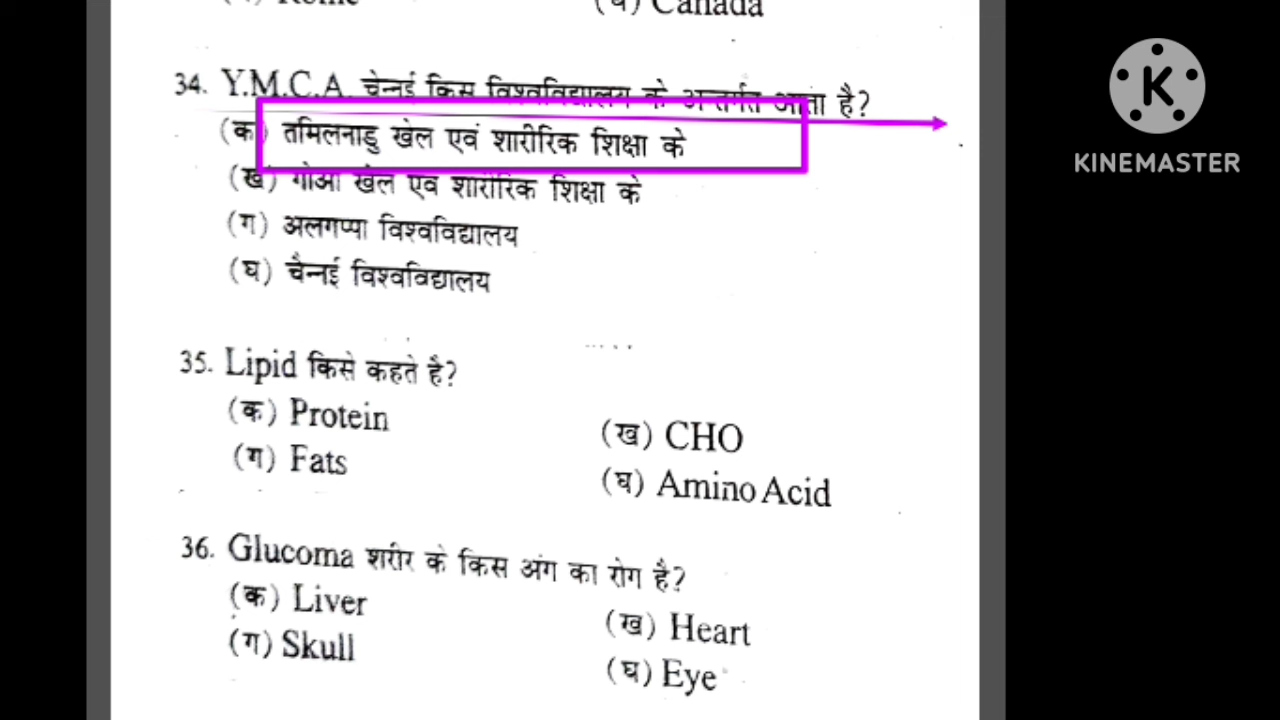 Rome
(घ) Canada
34. Y.M.C.A. चेन्नई किस विश्वविद्यालय के अन्तर्गत आता है?
(क) तमिलनाडु खेल एवं शारीरिक शिक्षा के
(ख) गोआ खेल एवं शारीरिक शिक्षा के
(ग) अलगप्पा विश्वविद्यालय
(घ) चैन्नई विश्वविद्यालय
35. Lipid किसे कहते है?
(क) Protein
(ख) CHO
(ग) Fats
(घ) Amino Acid
36. Glucoma शरीर के किस अंग का रोग है?
(क) Liver
(ख) Heart
(ग) Skull
(घ) Eye
K
KINEMASTER